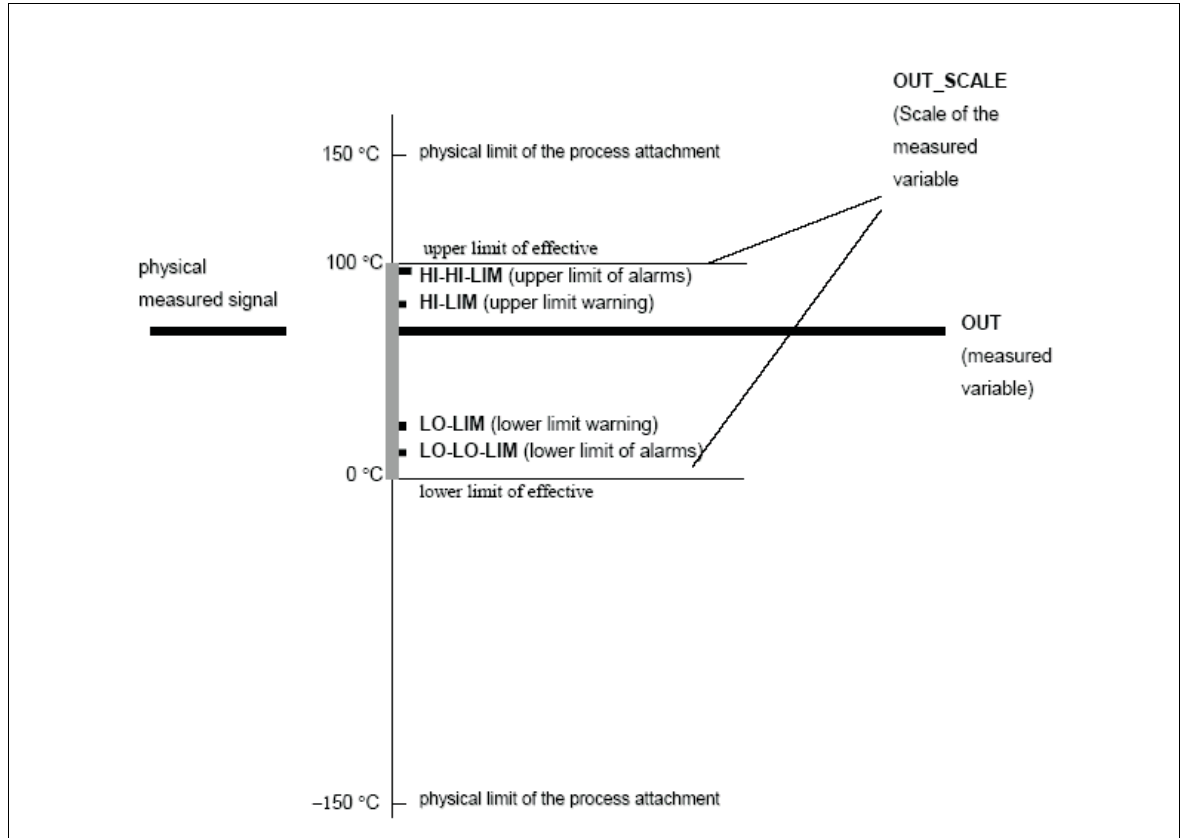 OUT_SCALE
(Scale of the
measured
variable
150 °C
physical limit of the process attachment
upper limit of effective
100 °C
HI-HI-LIM (upper limit of alarms)
HI-LIM (upper limit warning)
physical
measured signal
OUT
(measured
variable)
LO-LIM (lower limit warning)
LO-LO-LIM (lower limit of alarms)
0 °C
lower limit of effective
–150 °C
physical limit of the process attachment